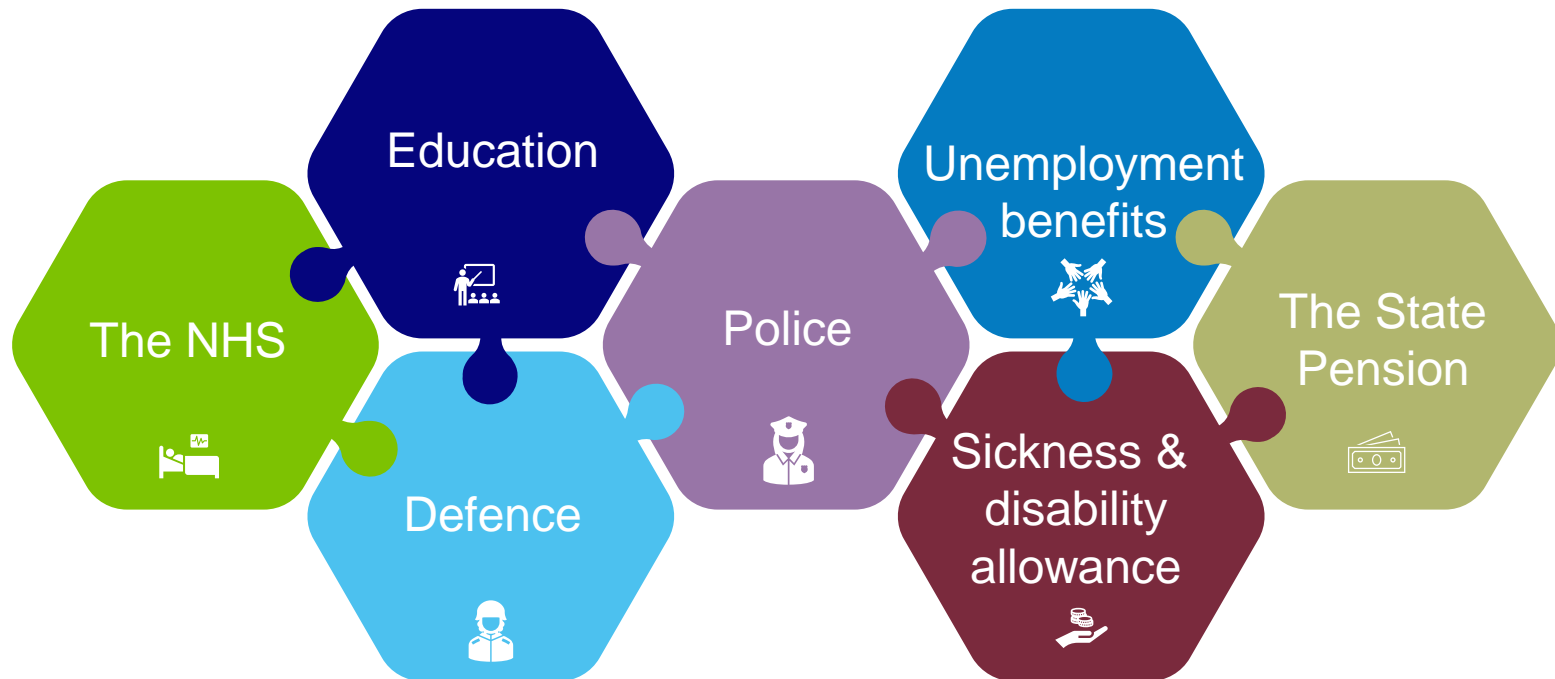 The NHS
Education
Defence
Police
Unemployment
benefits
Sickness &
disability
allowance
The State
Pension